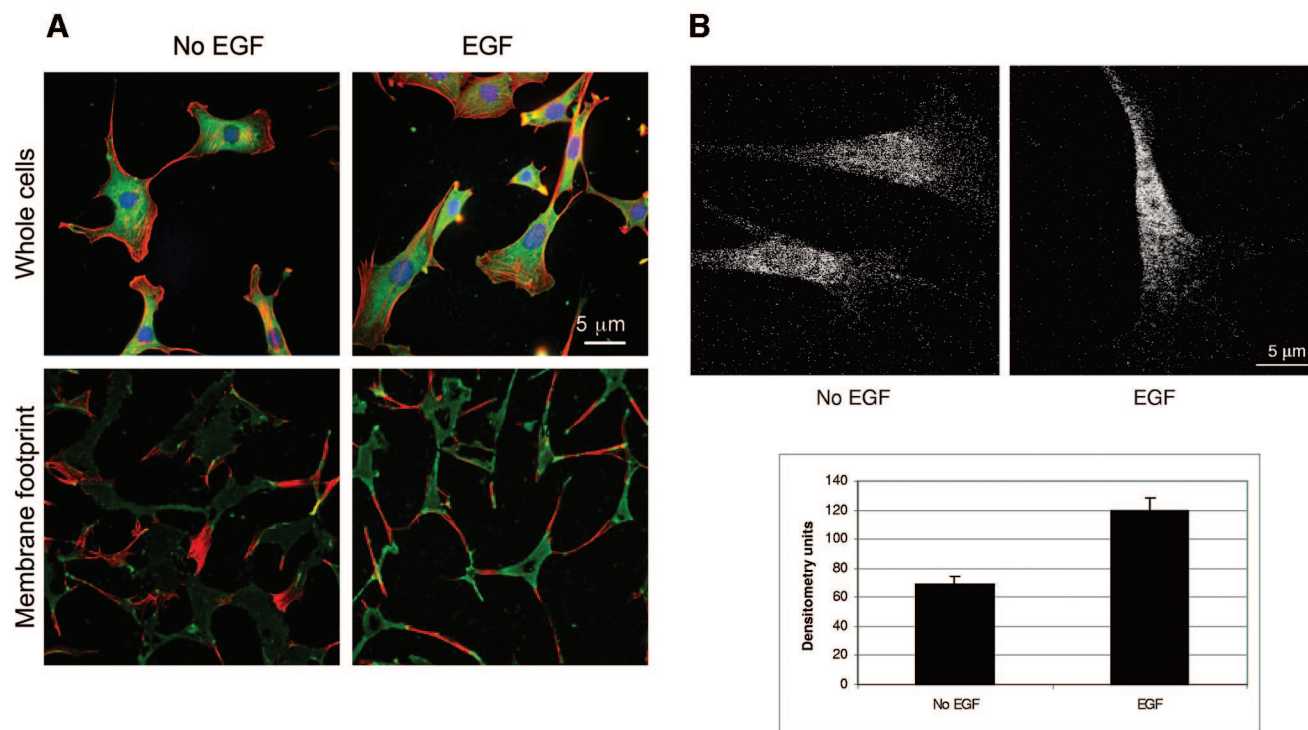 A
No EGF
EGF
Whole cells
5 μm
Membrane footprint
B
5 μm
No EGF
EGF
Densitometry units
140
120
100
80
60
40
20
0
No EGF
EGF